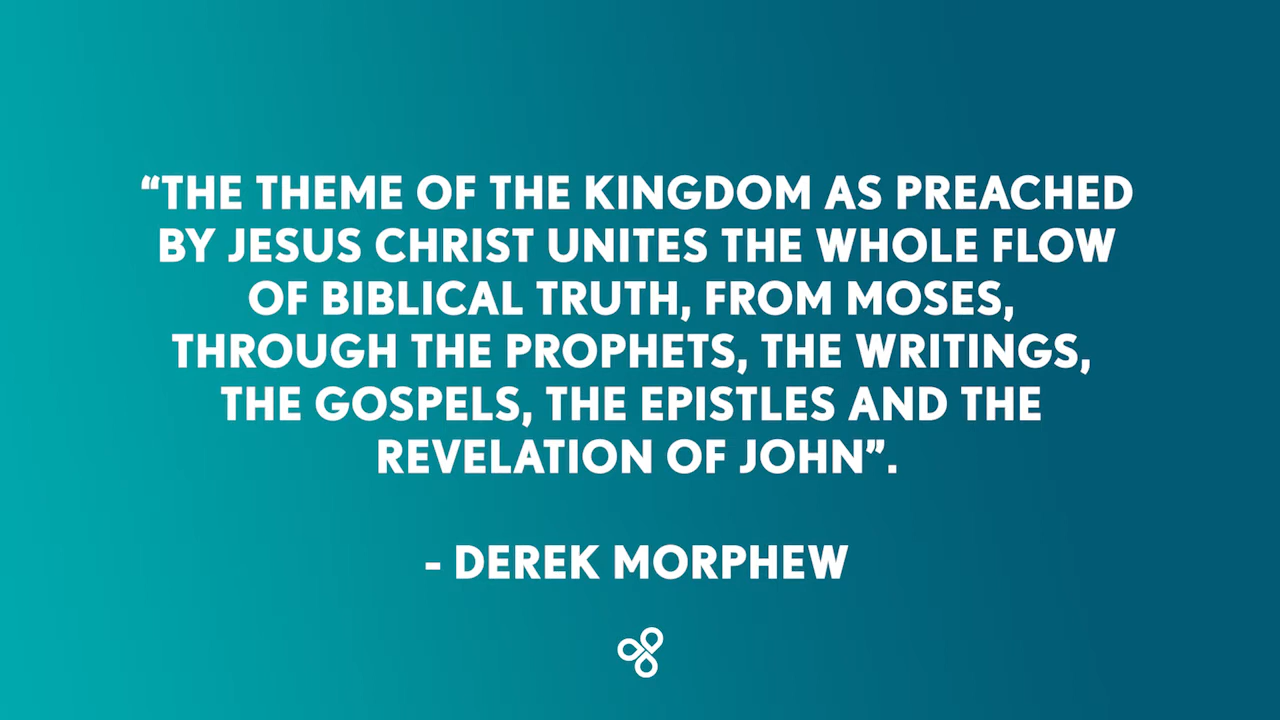 “THE THEME OF THE KINGDOM AS PREACHED
BY JESUS CHRIST UNITES THE WHOLE FLOW
OF BIBLICAL TRUTH, FROM MOSES,
THROUGH THE PROPHETS, THE WRITINGS,
THE GOSPELS, THE EPISTLES AND THE
REVELATION OF JOHN”.
- DEREK MORPHEW